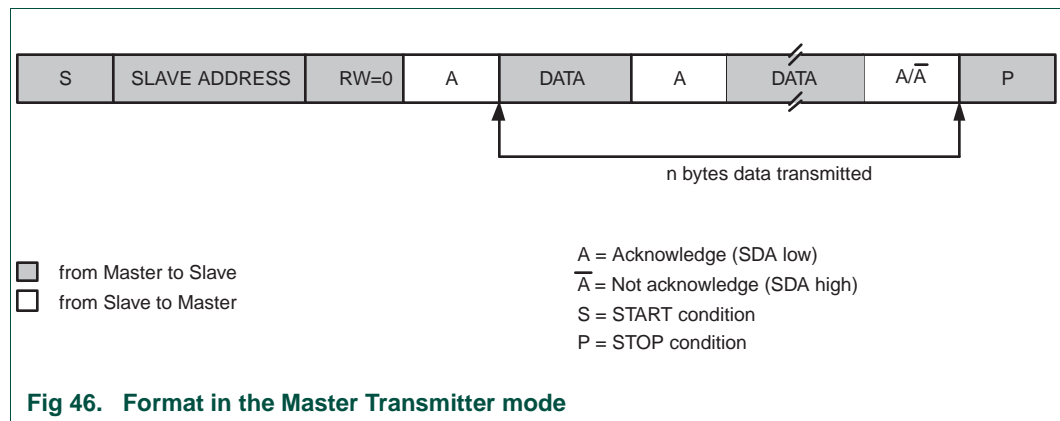 S SLAVE ADDRESS RW=0 A DATA A DATA A/A̅ P
n bytes data transmitted
from Master to Slave
from Slave to Master
A = Acknowledge (SDA low)
A̅ = Not acknowledge (SDA high)
S = START condition
P = STOP condition
Fig 46. Format in the Master Transmitter mode